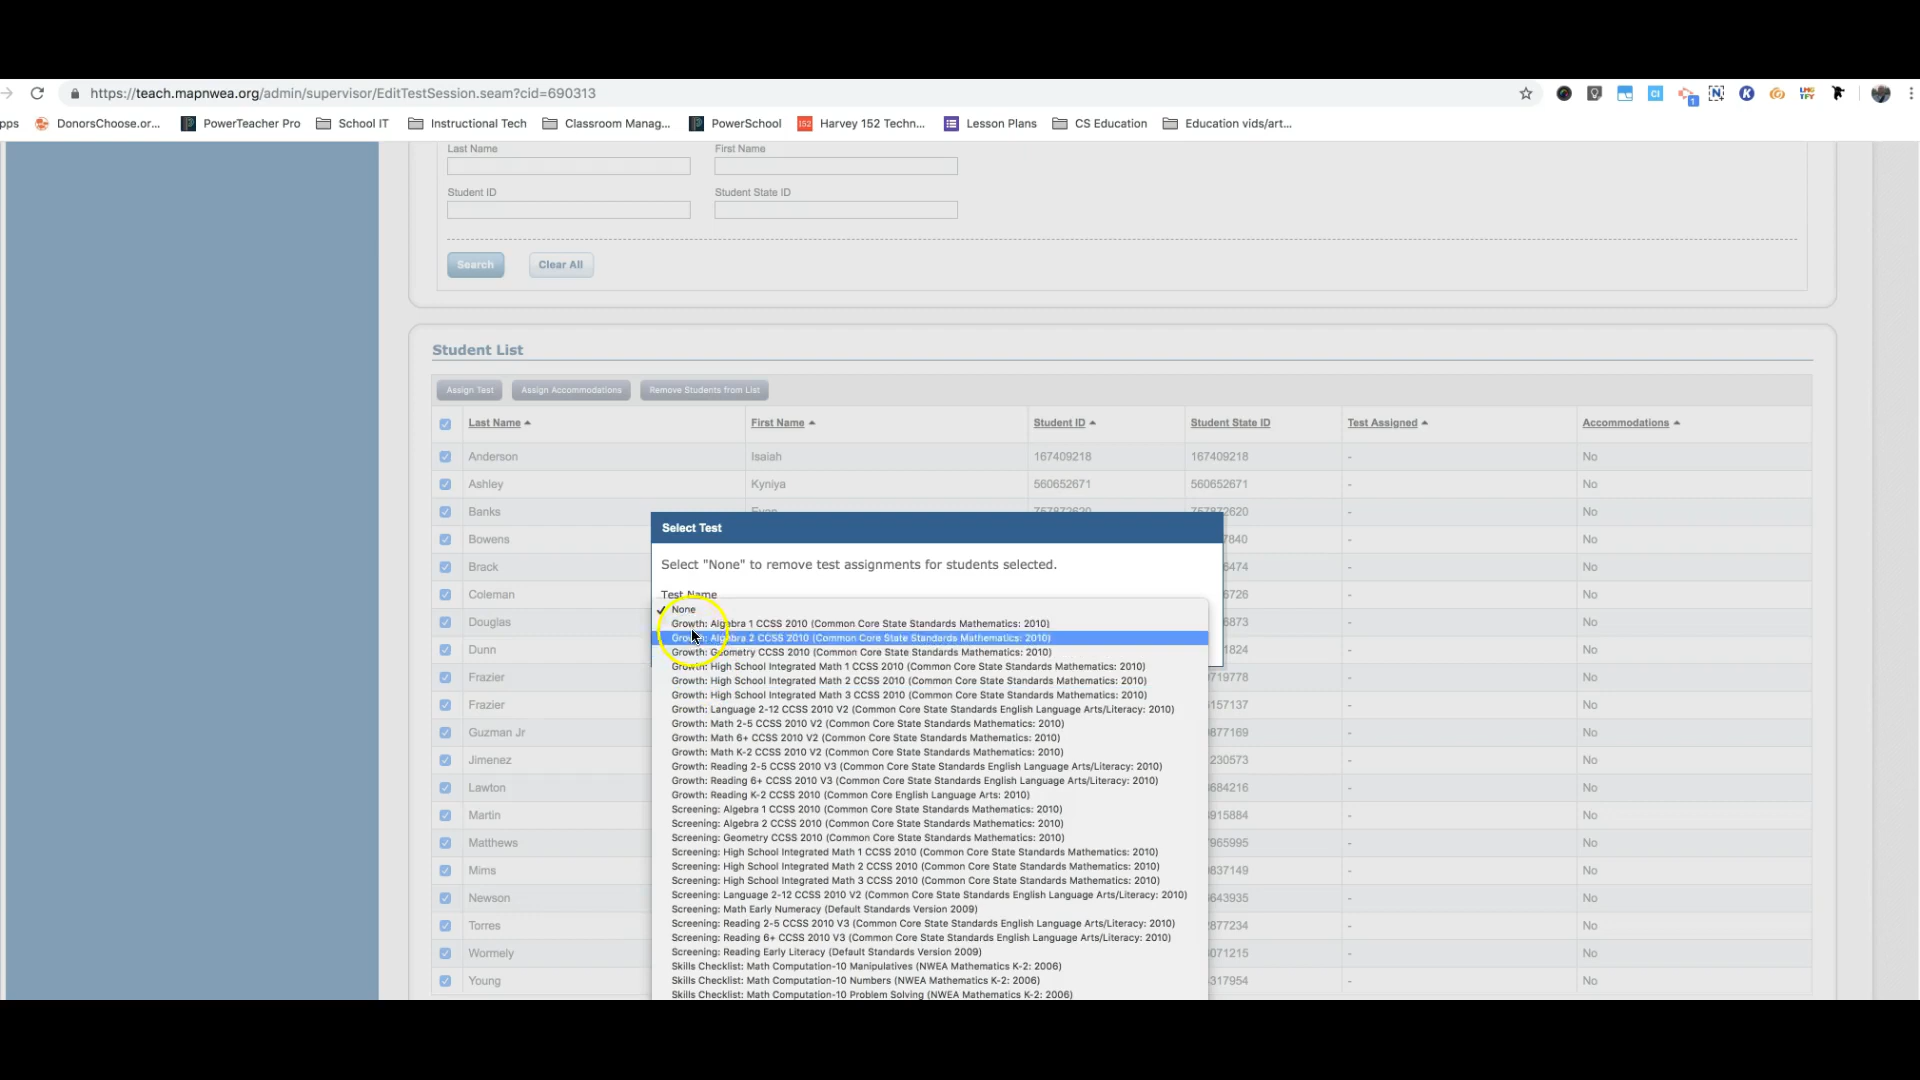 https://teach.mapnwea.org/admin/supervisor/EditTestSession.seam?cid=690313
pps DonorsChoose.or... PowerTeacher Pro School IT Instructional Tech Classroom Manag... PowerSchool 152 Harvey 152 Techn... Lesson Plans CS Education Education vids/art...
Last Name First Name
Student ID Student State ID
Search Clear All
Student List
Assign Test Assign Accommodations Remove Students from List
Last Name First Name Student ID Student State ID Test Assigned Accommodations
Anderson Isaiah 167409218 167409218 - No
Ashley Kyniya 560652671 560652671 - No
Banks 757872620 - No
Bowens 7840 - No
Brack 6474 - No
Coleman 6726 - No
Douglas 6873 - No
Dunn 1824 - No
Frazier 719778 - No
Frazier 157137 - No
Guzman Jr 877169 - No
Jimenez 230573 - No
Lawton 684216 - No
Martin 915884 - No
Matthews 965995 - No
Mims 837149 - No
Newson 643935 - No
Torres 877234 - No
Wormely 071215 - No
Young 317954 - No
Select Test
Select "None" to remove test assignments for students selected.
Test Name
None
Growth: Algebra 1 CCSS 2010 (Common Core State Standards Mathematics: 2010)
Growth: Algebra 2 CCSS 2010 (Common Core State Standards Mathematics: 2010)
Growth: Geometry CCSS 2010 (Common Core State Standards Mathematics: 2010)
Growth: High School Integrated Math 1 CCSS 2010 (Common Core State Standards Mathematics: 2010)
Growth: High School Integrated Math 2 CCSS 2010 (Common Core State Standards Mathematics: 2010)
Growth: High School Integrated Math 3 CCSS 2010 (Common Core State Standards Mathematics: 2010)
Growth: Language 2-12 CCSS 2010 V2 (Common Core State Standards English Language Arts/Literacy: 2010)
Growth: Math 2-5 CCSS 2010 V2 (Common Core State Standards Mathematics: 2010)
Growth: Math 6+ CCSS 2010 V2 (Common Core State Standards Mathematics: 2010)
Growth: Math K-2 CCSS 2010 V2 (Common Core State Standards Mathematics: 2010)
Growth: Reading 2-5 CCSS 2010 V3 (Common Core State Standards English Language Arts/Literacy: 2010)
Growth: Reading 6+ CCSS 2010 V3 (Common Core State Standards English Language Arts/Literacy: 2010)
Growth: Reading K-2 CCSS 2010 (Common Core English Language Arts: 2010)
Screening: Algebra 1 CCSS 2010 (Common Core State Standards Mathematics: 2010)
Screening: Algebra 2 CCSS 2010 (Common Core State Standards Mathematics: 2010)
Screening: Geometry CCSS 2010 (Common Core State Standards Mathematics: 2010)
Screening: High School Integrated Math 1 CCSS 2010 (Common Core State Standards Mathematics: 2010)
Screening: High School Integrated Math 2 CCSS 2010 (Common Core State Standards Mathematics: 2010)
Screening: High School Integrated Math 3 CCSS 2010 (Common Core State Standards Mathematics: 2010)
Screening: Language 2-12 CCSS 2010 V2 (Common Core State Standards English Language Arts/Literacy: 2010)
Screening: Math Early Numeracy (Default Standards Version 2009)
Screening: Reading 2-5 CCSS 2010 V3 (Common Core State Standards English Language Arts/Literacy: 2010)
Screening: Reading 6+ CCSS 2010 V3 (Common Core State Standards English Language Arts/Literacy: 2010)
Screening: Reading Early Literacy (Default Standards Version 2009)
Skills Checklist: Math Computation-10 Manipulatives (NWEA Mathematics K-2: 2006)
Skills Checklist: Math Computation-10 Numbers (NWEA Mathematics K-2: 2006)
Skills Checklist: Math Computation-10 Problem Solving (NWEA Mathematics K-2: 2006)